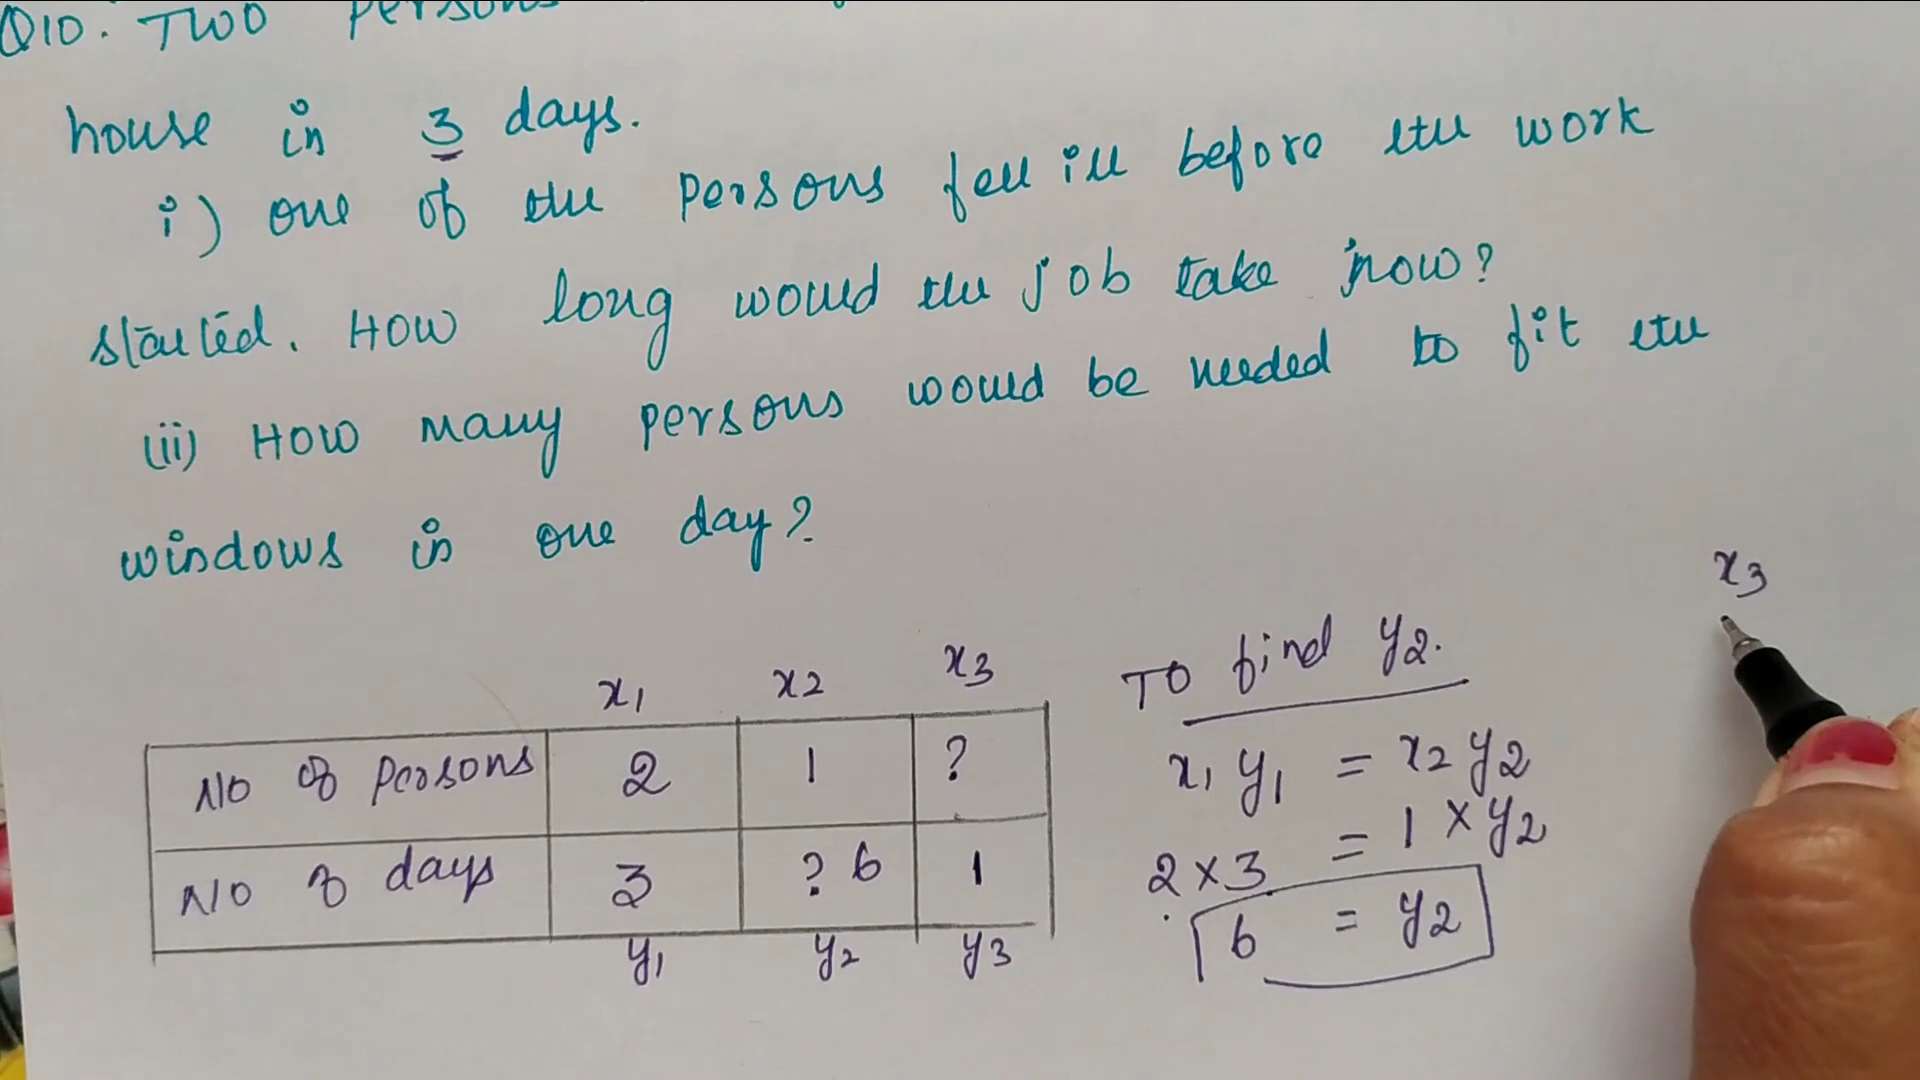 Q10. Two persons
house in 3 days.
i) one of the persons fell ill before the work
started. How long would the job take now?
(ii) How many persons would be needed to fit the
windows in one day?
x3
x1 x2 x3
To find y2.
No of persons 2 1 ?
x1 y1 = x2 y2
2 × 3 = 1 × y2
No of days 3 ? 6 1
6 = y2
y1 y2 y3